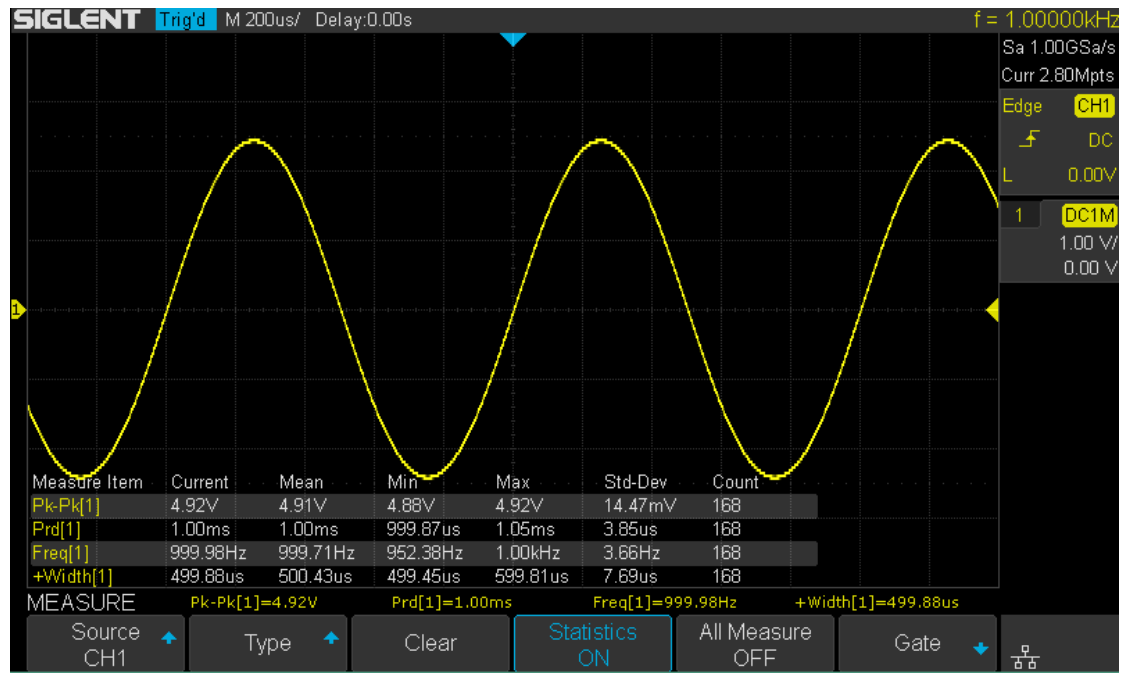 SIGLENT Trig'd M 200us/ Delay:0.00s f = 1.00000kHz
Sa 1.00GSa/s
Curr 2.80Mpts
Edge CH1
DC
L 0.00V
1 DC1M
1.00 V/
0.00 V
1
Measure Item Current Mean Min Max Std-Dev Count
Pk-Pk[1] 4.92V 4.91V 4.88V 4.92V 14.47mV 168
Prd[1] 1.00ms 1.00ms 999.87us 1.05ms 3.85us 168
Freq[1] 999.98Hz 999.71Hz 952.38Hz 1.00kHz 3.66Hz 168
+Width[1] 499.88us 500.43us 499.45us 599.81us 7.69us 168
MEASURE Pk-Pk[1]=4.92V Prd[1]=1.00ms Freq[1]=999.98Hz +Width[1]=499.88us
Source CH1
Type
Clear
Statistics ON
All Measure OFF
Gate